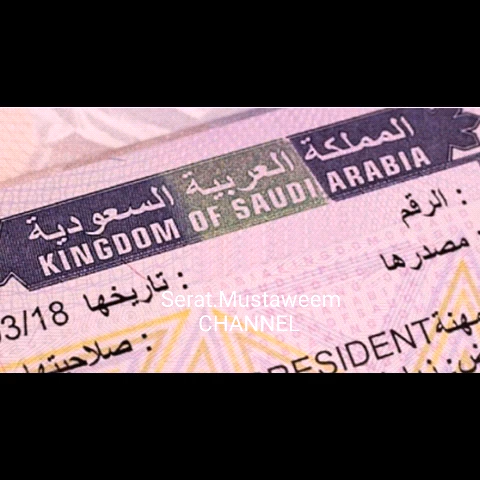 المملكة العربية السعودية
KINGDOM OF SAUDI ARABIA
الرقم :
مصدرها :
تاريخها :
3/18
صلاحيتها :
RESIDENT
Serat.Mustaweem
CHANNEL